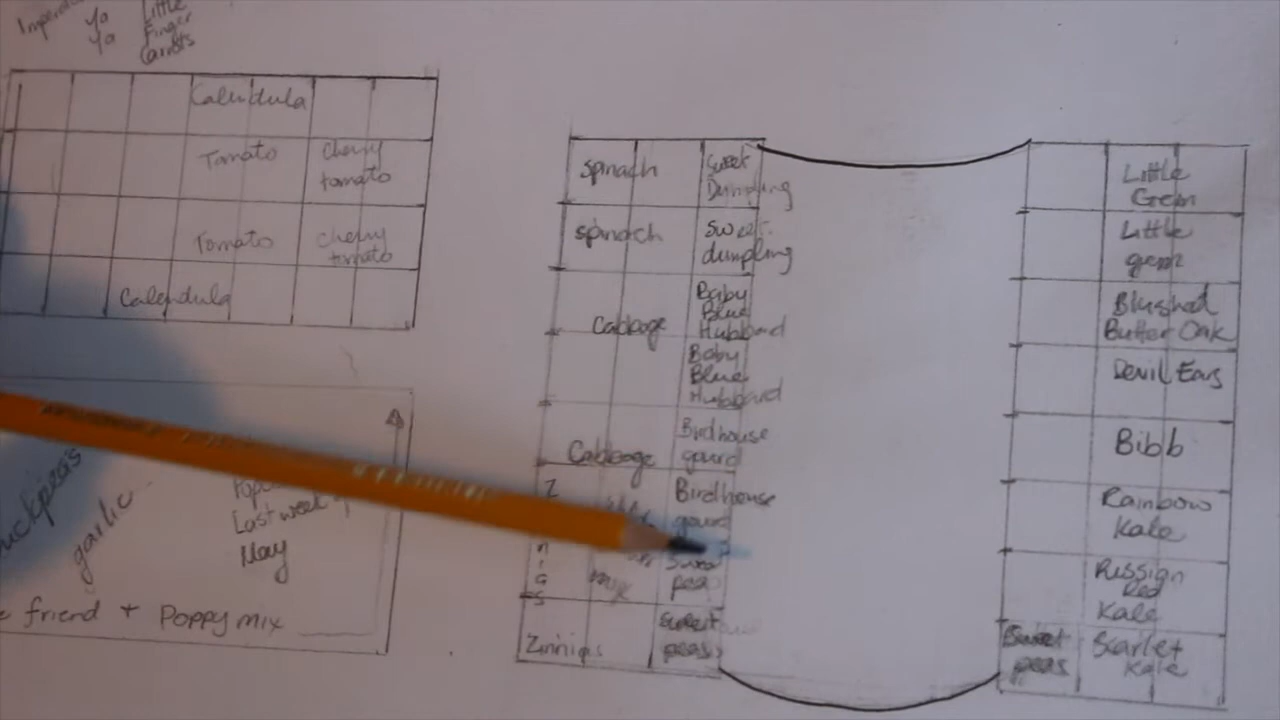 Ya
Ya
Little
Finger
Carrots
Calendula
Tomato
cherry
tomato
Tomato
cherry
tomato
Calendula
garlic
Last week
May
friend + Poppy mix
spinach
Sweet
Dumpling
spinach
Sweet
dumpling
Cabbage
Baby
Blue
Hubbard
Baby
Blue
Hubbard
Cabbage
Birdhouse
gourd
Birdhouse
gourd
mix
Sweet
peas
Zinnias
sweet
peas
Little
Gem
Little
gem
Blushed
Butter Oak
Devil Ears
Bibb
Rainbow
Kale
Russian
Red
Kale
Sweet
peas
Scarlet
Kale